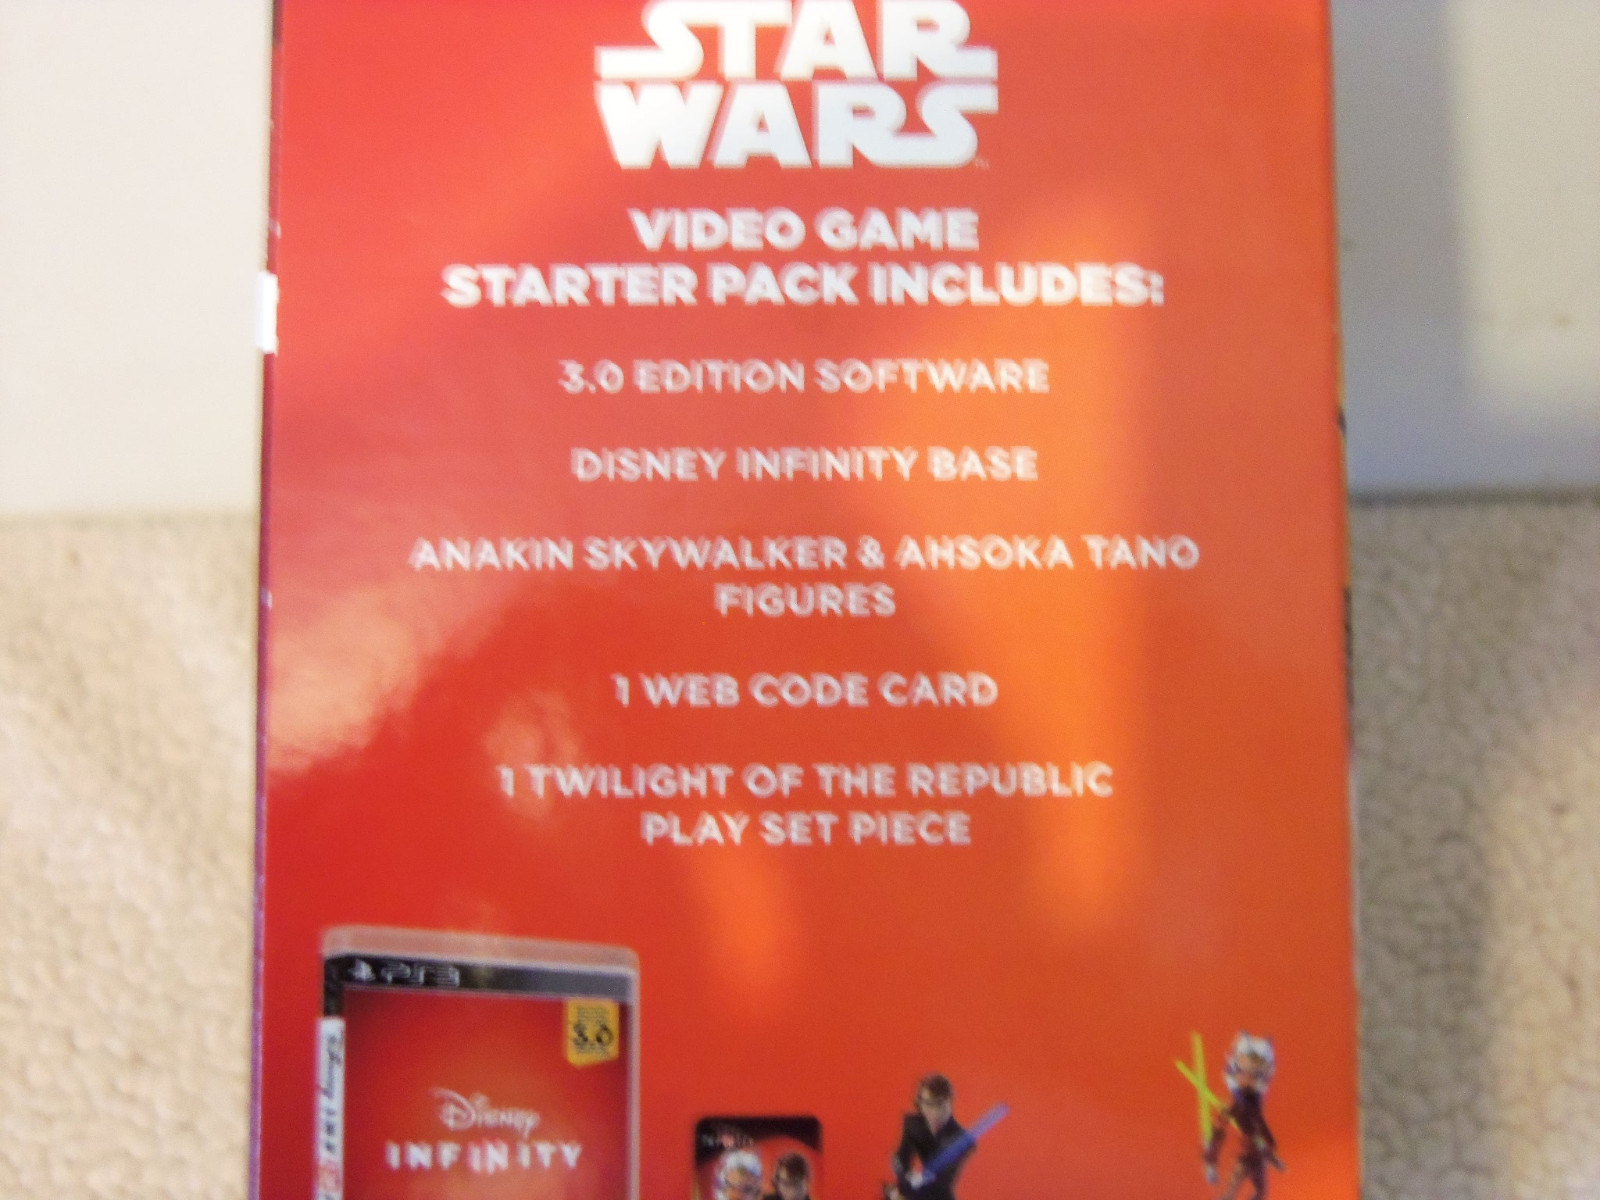 STAR
WARS
VIDEO GAME
STARTER PACK INCLUDES:
3.0 EDITION SOFTWARE
DISNEY INFINITY BASE
ANAKIN SKYWALKER & AHSOKA TANO
FIGURES
1 WEB CODE CARD
1 TWILIGHT OF THE REPUBLIC
PLAY SET PIECE
PS3
3.0
Disney
INFINITY